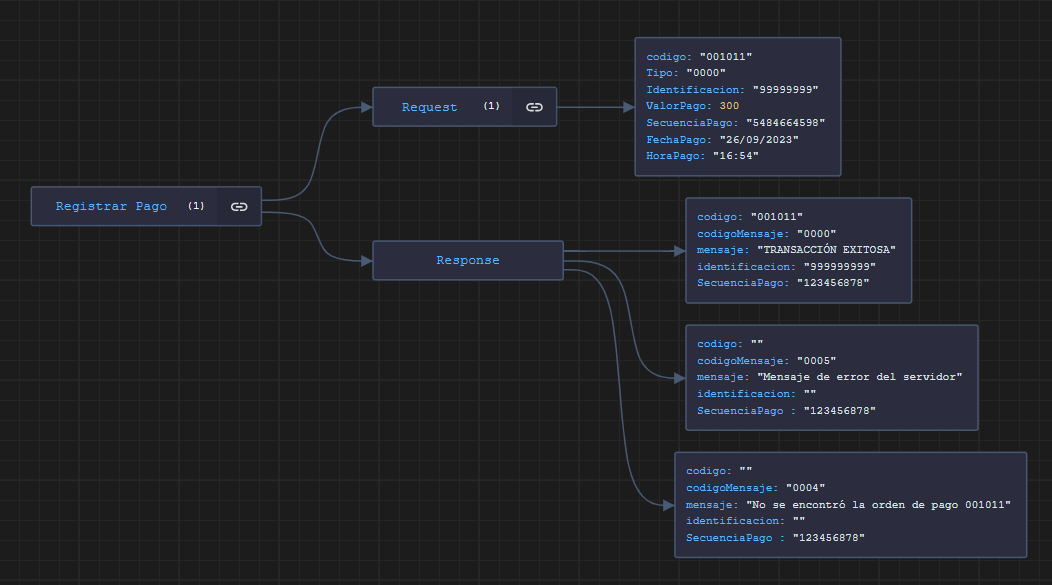 Registrar Pago (1)
Request (1)
codigo: "001011"
Tipo: "0000"
Identificacion: "99999999"
ValorPago: 300
SecuenciaPago: "5484664598"
FechaPago: "26/09/2023"
HoraPago: "16:54"
Response
codigo: "001011"
codigoMensaje: "0000"
mensaje: "TRANSACCIÓN EXITOSA"
identificacion: "999999999"
SecuenciaPago: "123456878"
codigo: ""
codigoMensaje: "0005"
mensaje: "Mensaje de error del servidor"
identificacion: ""
SecuenciaPago : "123456878"
codigo: ""
codigoMensaje: "0004"
mensaje: "No se encontró la orden de pago 001011"
identificacion: ""
SecuenciaPago : "123456878"